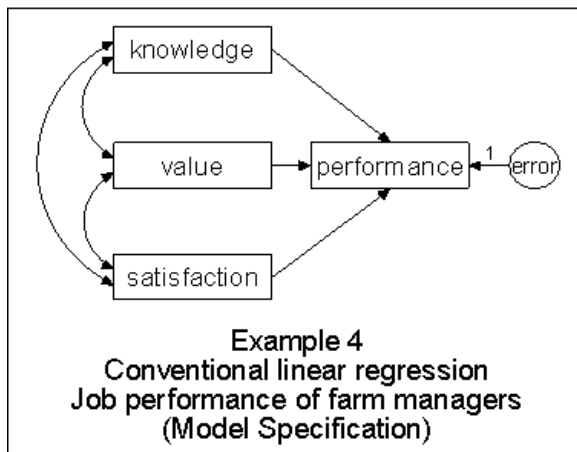 knowledge
value
performance
1
error
satisfaction
Example 4
Conventional linear regression
Job performance of farm managers
(Model Specification)